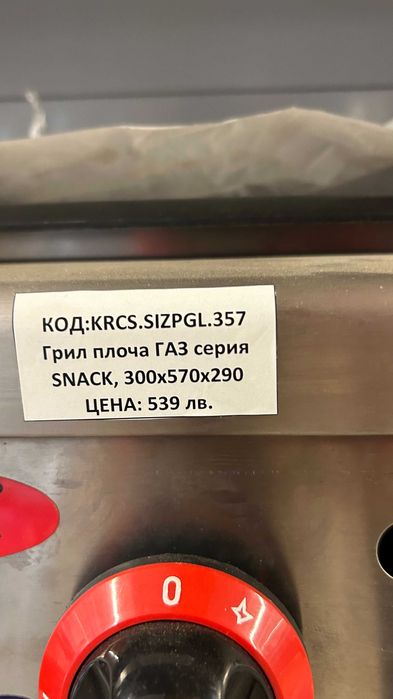 КОД:KRCS.SIZPGL.357
Грил плоча ГАЗ серия
SNACK, 300x570x290
ЦЕНА: 539 лв.
0